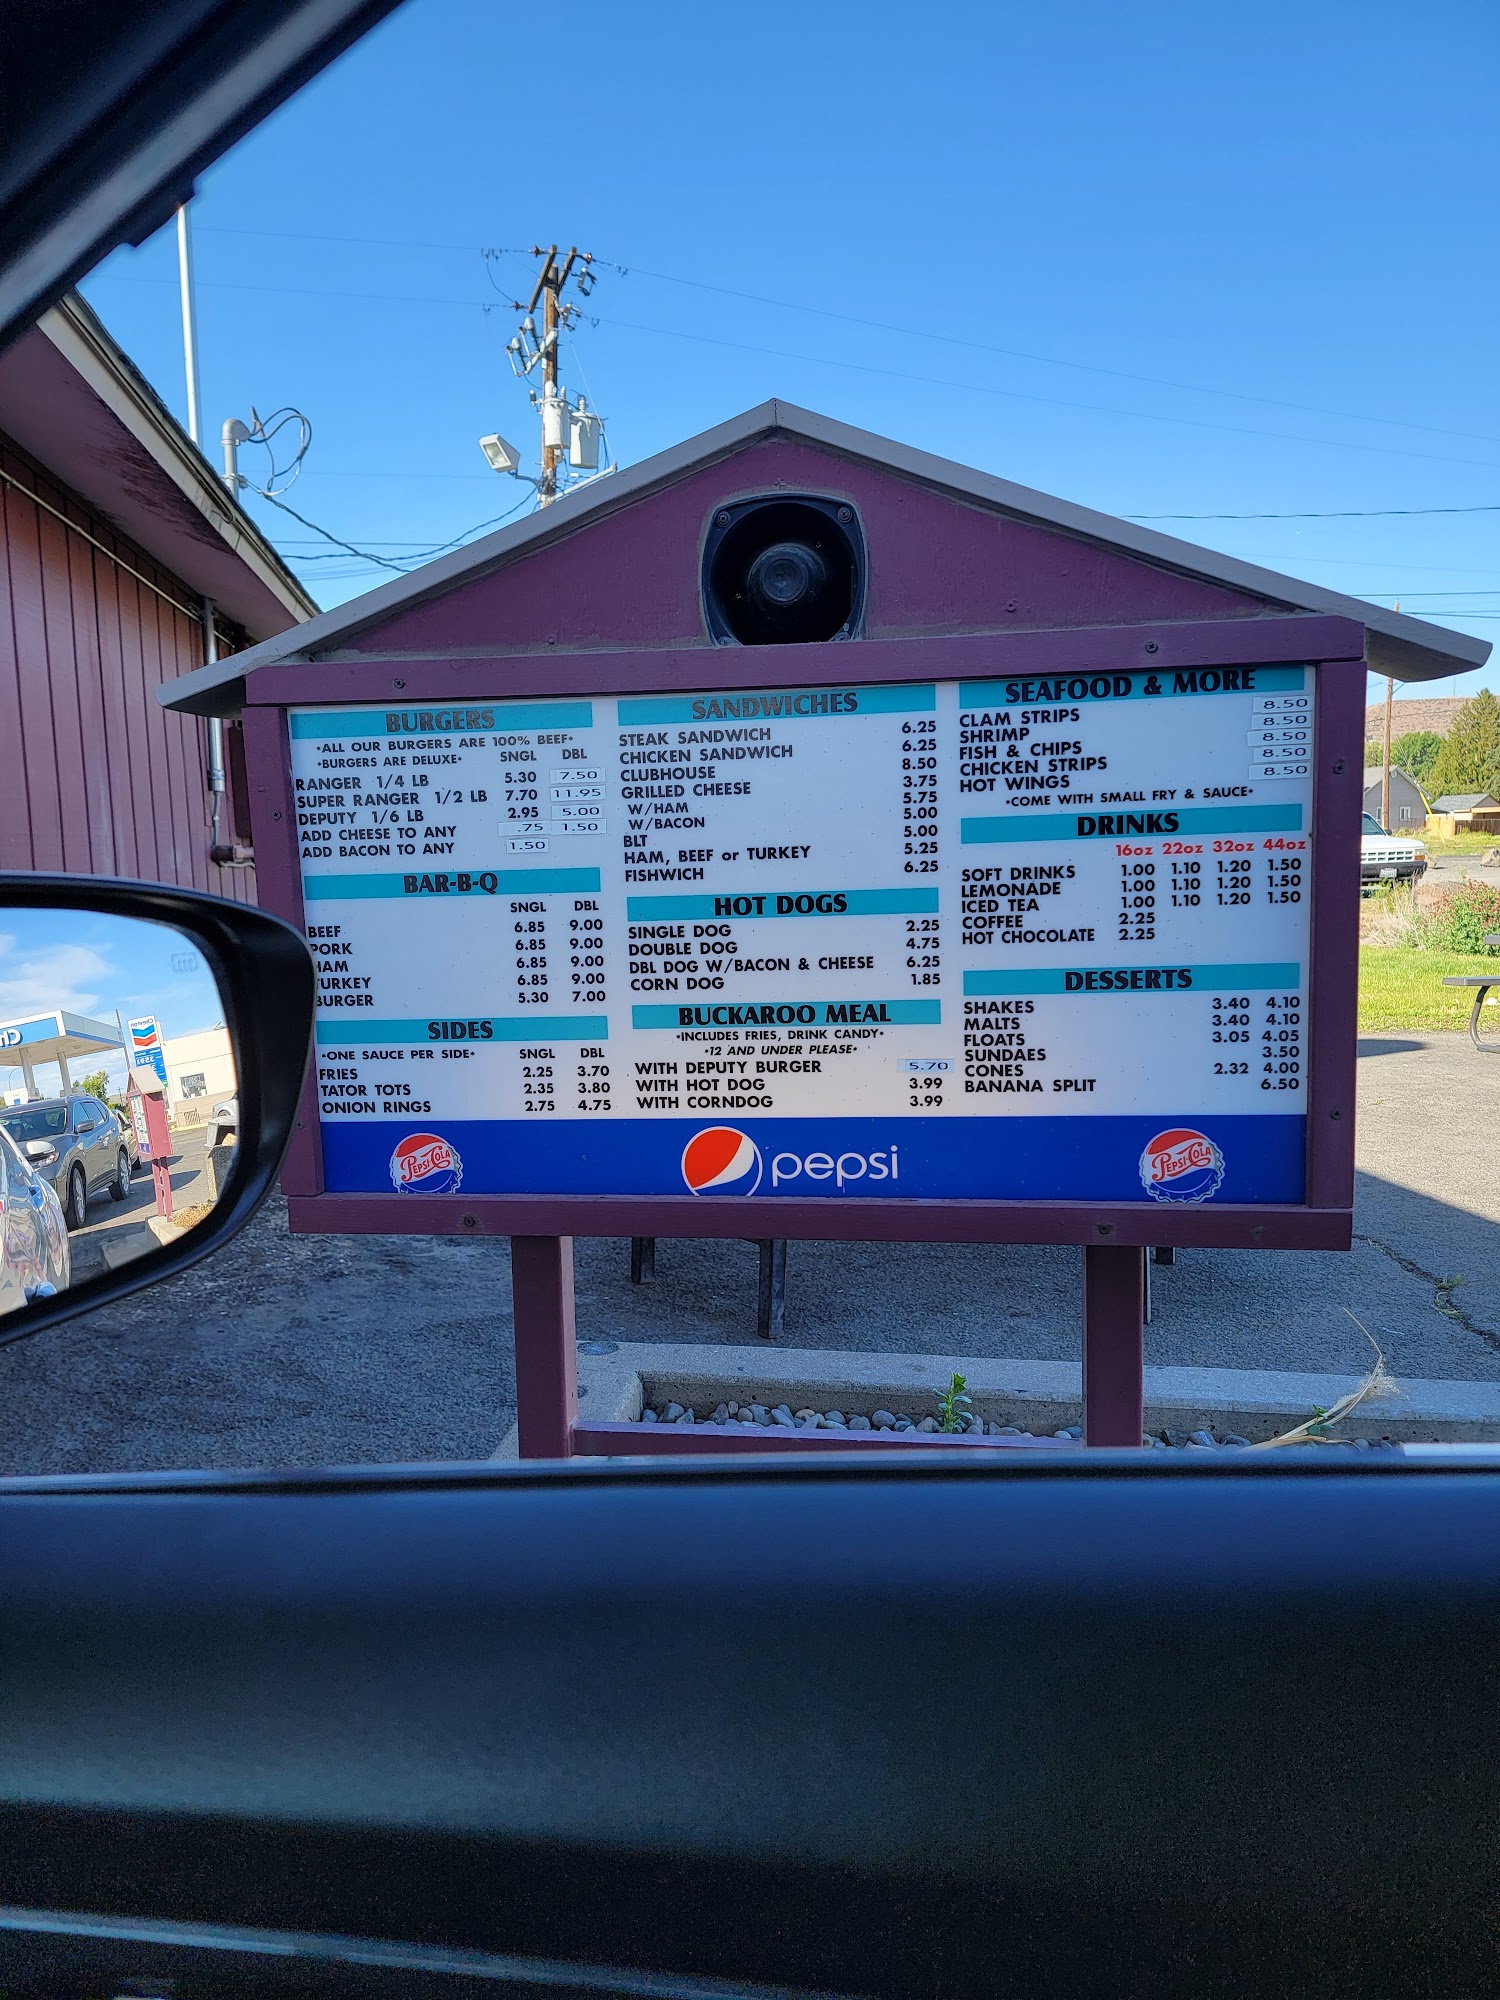 BURGERS
•ALL OUR BURGERS ARE 100% BEEF•
•BURGERS ARE DELUXE• SNGL DBL
RANGER 1/4 LB 5.30 7.50
SUPER RANGER 1/2 LB 7.70 11.95
DEPUTY 1/6 LB 2.95 5.00
ADD CHEESE TO ANY .75 1.50
ADD BACON TO ANY 1.50
BAR-B-Q
SNGL DBL
BEEF 6.85 9.00
PORK 6.85 9.00
HAM 6.85 9.00
TURKEY 6.85 9.00
BURGER 5.30 7.00
SIDES
•ONE SAUCE PER SIDE• SNGL DBL
FRIES 2.25 3.70
TATOR TOTS 2.35 3.80
ONION RINGS 2.75 4.75
SANDWICHES
STEAK SANDWICH 6.25
CHICKEN SANDWICH 6.25
CLUBHOUSE 8.50
GRILLED CHEESE 3.75
W/HAM 5.75
W/BACON 5.00
BLT 5.00
HAM, BEEF or TURKEY 5.25
FISHWICH 6.25
HOT DOGS
SINGLE DOG 2.25
DOUBLE DOG 4.75
DBL DOG W/BACON & CHEESE 6.25
CORN DOG 1.85
BUCKAROO MEAL
•INCLUDES FRIES, DRINK CANDY•
•12 AND UNDER PLEASE•
WITH DEPUTY BURGER 5.70
WITH HOT DOG 3.99
WITH CORNDOG 3.99
SEAFOOD & MORE
CLAM STRIPS 8.50
SHRIMP 8.50
FISH & CHIPS 8.50
CHICKEN STRIPS 8.50
HOT WINGS 8.50
•COME WITH SMALL FRY & SAUCE•
DRINKS
16oz 22oz 32oz 44oz
SOFT DRINKS 1.00 1.10 1.20 1.50
LEMONADE 1.00 1.10 1.20 1.50
ICED TEA 1.00 1.10 1.20 1.50
COFFEE 2.25
HOT CHOCOLATE 2.25
DESSERTS
SHAKES 3.40 4.10
MALTS 3.40 4.10
FLOATS 3.05 4.05
SUNDAES 3.50
CONES 2.32 4.00
BANANA SPLIT 6.50
PEPSI-COLA
pepsi
PEPSI-COLA
Chevron